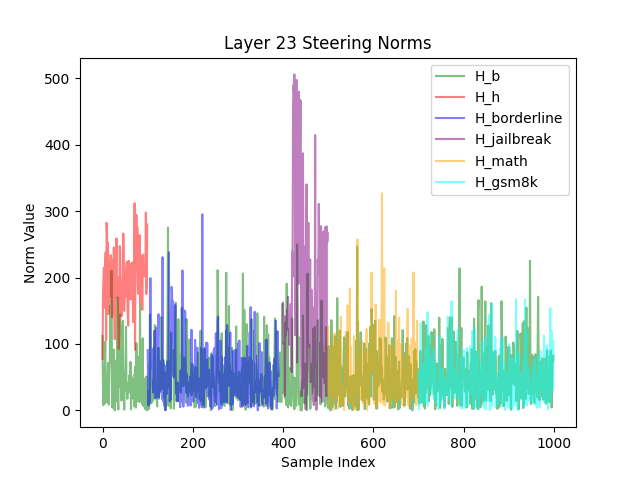 Layer 23 Steering Norms
500
400
300
200
100
0
Norm Value
H_b
H_h
H_borderline
H_jailbreak
H_math
H_gsm8k
0
200
400
600
800
1000
Sample Index